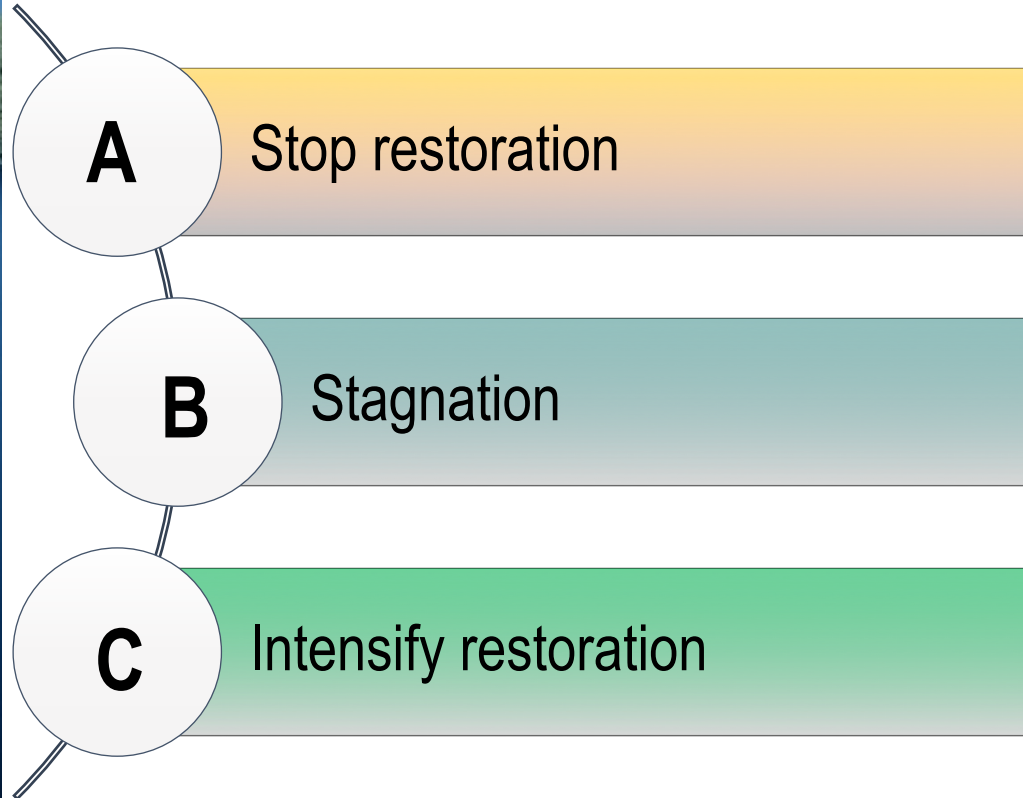 A
Stop restoration
B
Stagnation
C
Intensify restoration